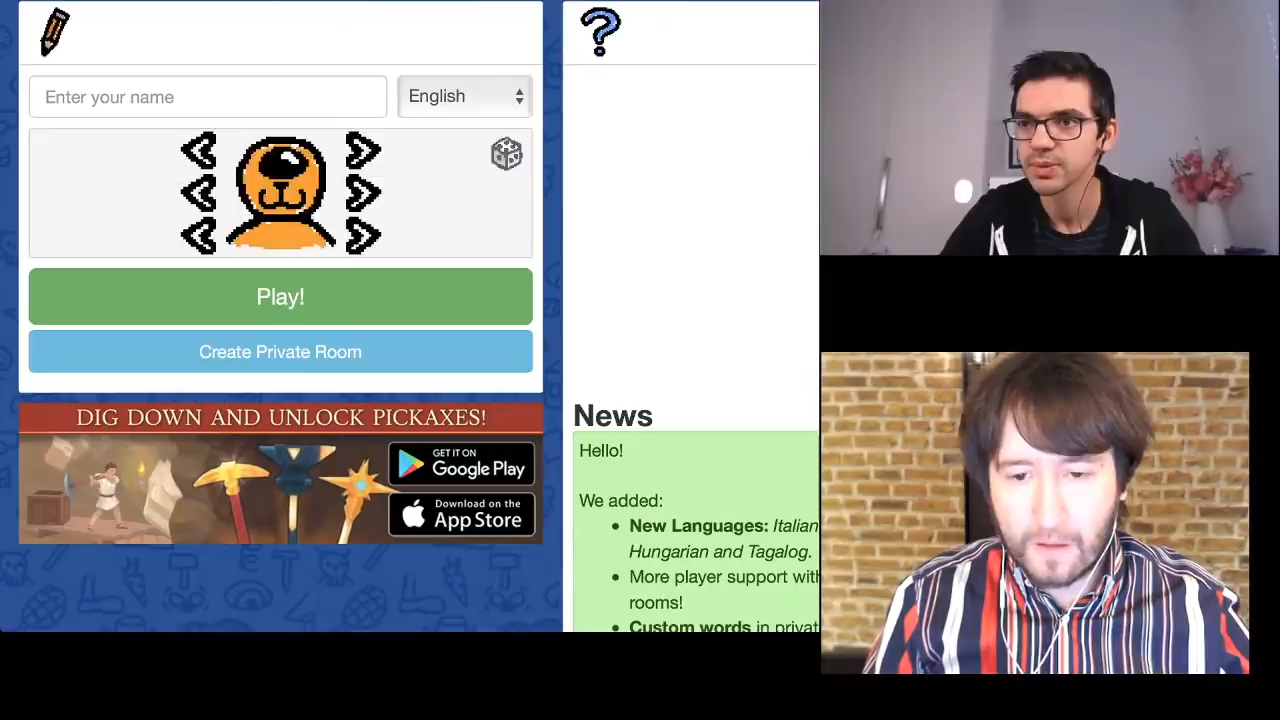 Enter your name
English
Play!
Create Private Room
DIG DOWN AND UNLOCK PICKAXES!
GET IT ON
Google Play
Download on the
App Store
?
News
Hello!
We added:
• New Languages: Italian
Hungarian and Tagalog.
• More player support with
rooms!
• Custom words in privat